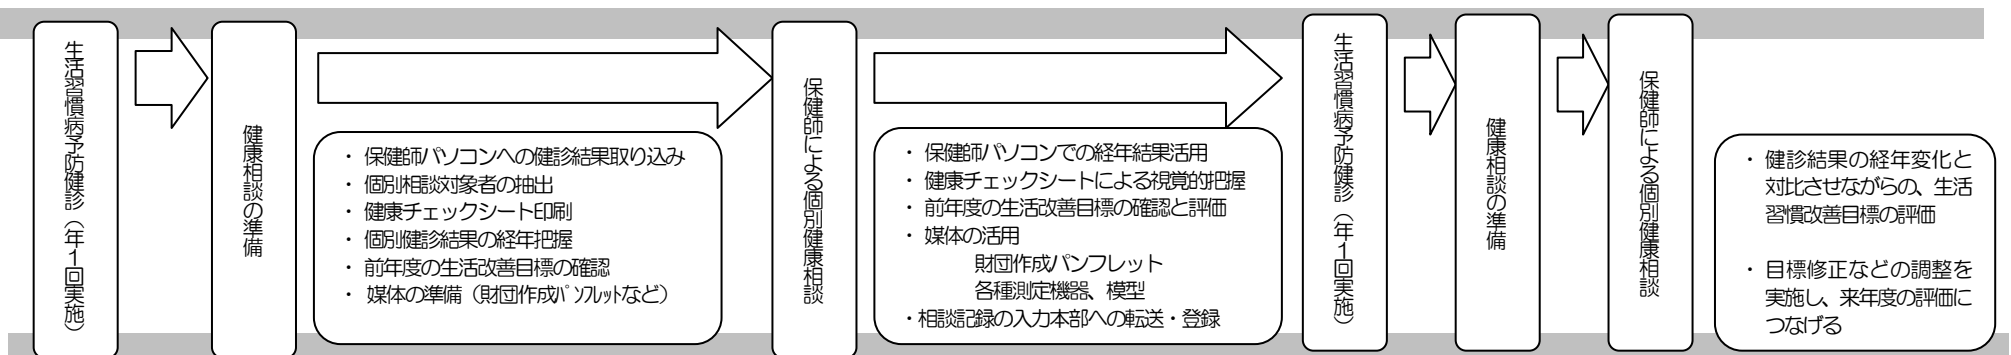 生活習慣病予防健診（年１回実施）
健康相談の準備
・ 保健師パソコンへの健診結果取り込み
・ 個別相談対象者の抽出
・ 健康チェックシート印刷
・ 個別健診結果の経年把握
・ 前年度の生活改善目標の確認
・ 媒体の準備（財団作成ﾊﾟﾝﾌﾚｯﾄなど）
保健師による個別健康相談
・ 保健師パソコンでの経年結果活用
・ 健康チェックシートによる視覚的把握
・ 前年度の生活改善目標の確認と評価
・ 媒体の活用
財団作成パンフレット
各種測定機器、模型
・相談記録の入力本部への転送・登録
生活習慣病予防健診（年１回実施）
健康相談の準備
保健師による個別健康相談
・ 健診結果の経年変化と
対比させながらの、生活
習慣改善目標の評価
・ 目標修正などの調整を
実施し、来年度の評価に
つなげる